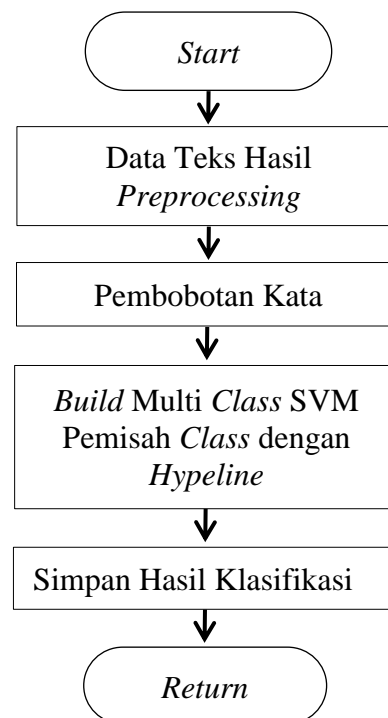 Start
Data Teks Hasil
Preprocessing
Pembobotan Kata
Build Multi Class SVM
Pemisah Class dengan
Hypeline
Simpan Hasil Klasifikasi
Return